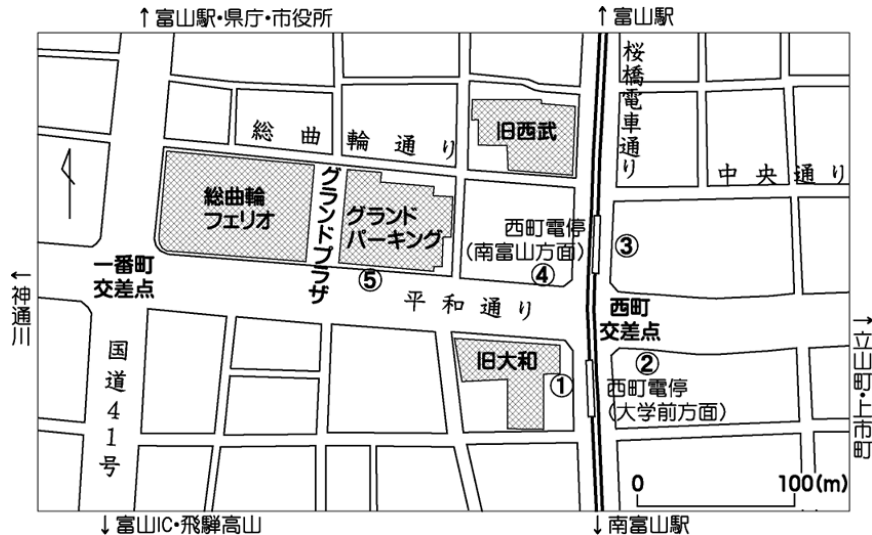 ↑富山駅・県庁・市役所
↑富山駅
桜橋電車通り
総曲輪通り
旧西武
中央通り
総曲輪
フェリオ
グランドプラザ
グランド
パーキング
西町電停
(南富山方面)
③
④
⑤
一番町
交差点
平和通り
西町
交差点
←神通川
→立山町・上市町
国道41号
旧大和
①
②
西町電停
(大学前方面)
0
100(m)
↓富山IC・飛騨高山
↓南富山駅